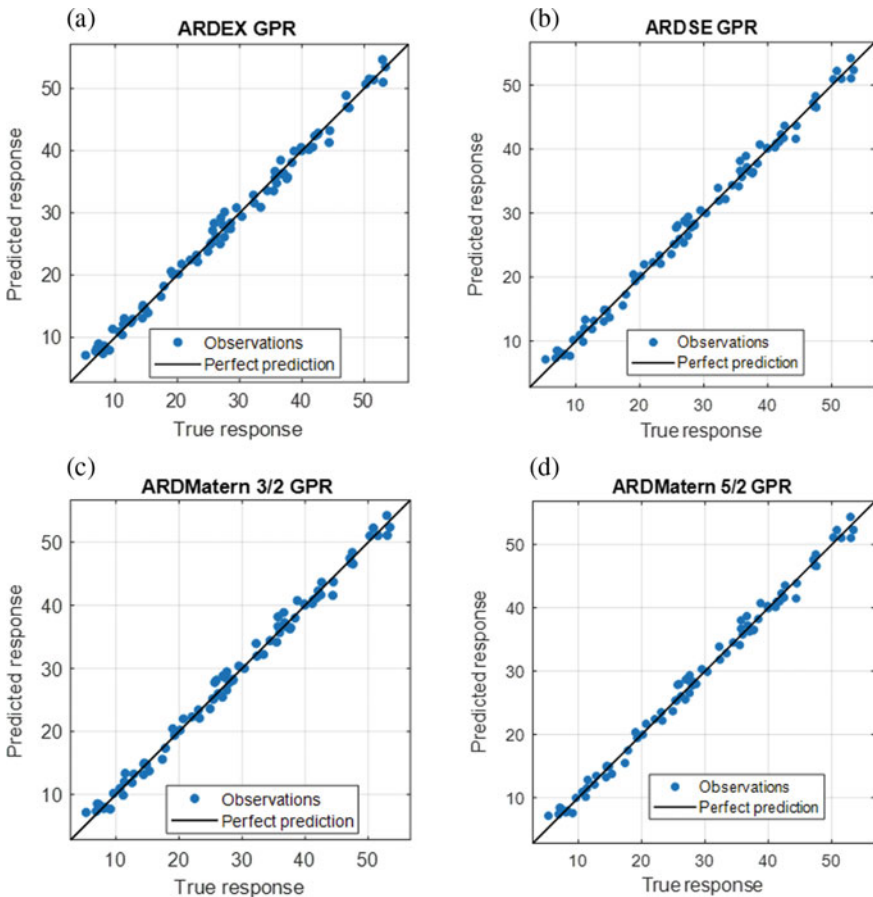 (a)
ARDEX GPR
Predicted response
50
40
30
20
10
Observations
Perfect prediction
10 20 30 40 50
True response
(b)
ARDSE GPR
Predicted response
50
40
30
20
10
Observations
Perfect prediction
10 20 30 40 50
True response
(c)
ARDMatern 3/2 GPR
Predicted response
50
40
30
20
10
Observations
Perfect prediction
10 20 30 40 50
True response
(d)
ARDMatern 5/2 GPR
Predicted response
50
40
30
20
10
Observations
Perfect prediction
10 20 30 40 50
True response